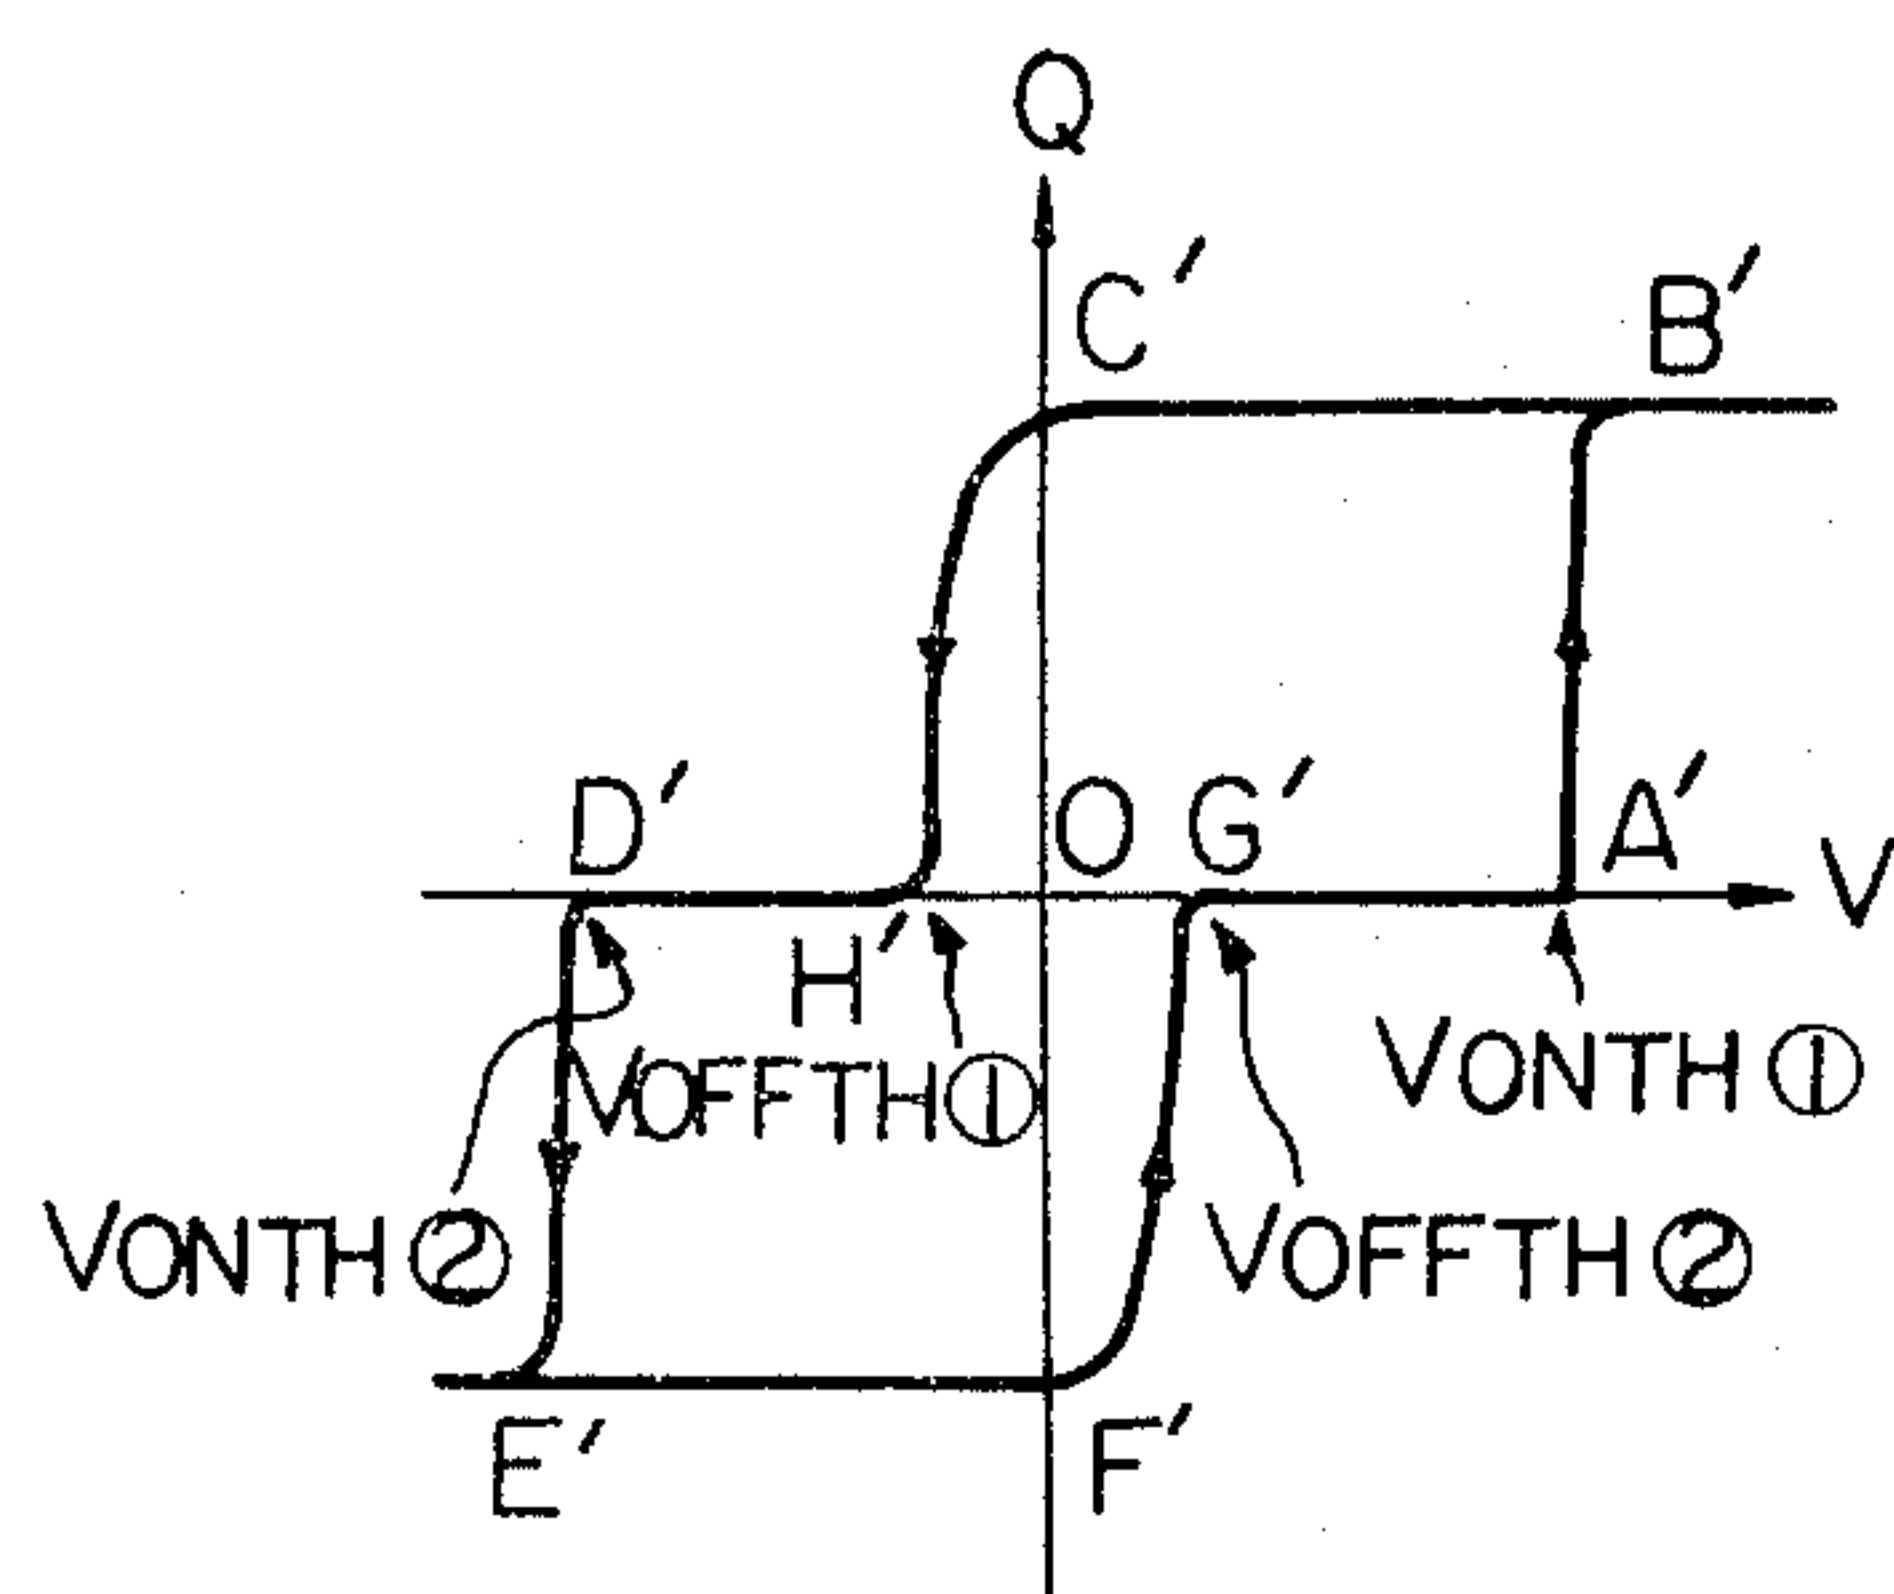 Q
C′
B′
D′
O
G′
A′
V
H′
VOFFTH①
VONTH①
VONTH②
VOFFTH②
E′
F′